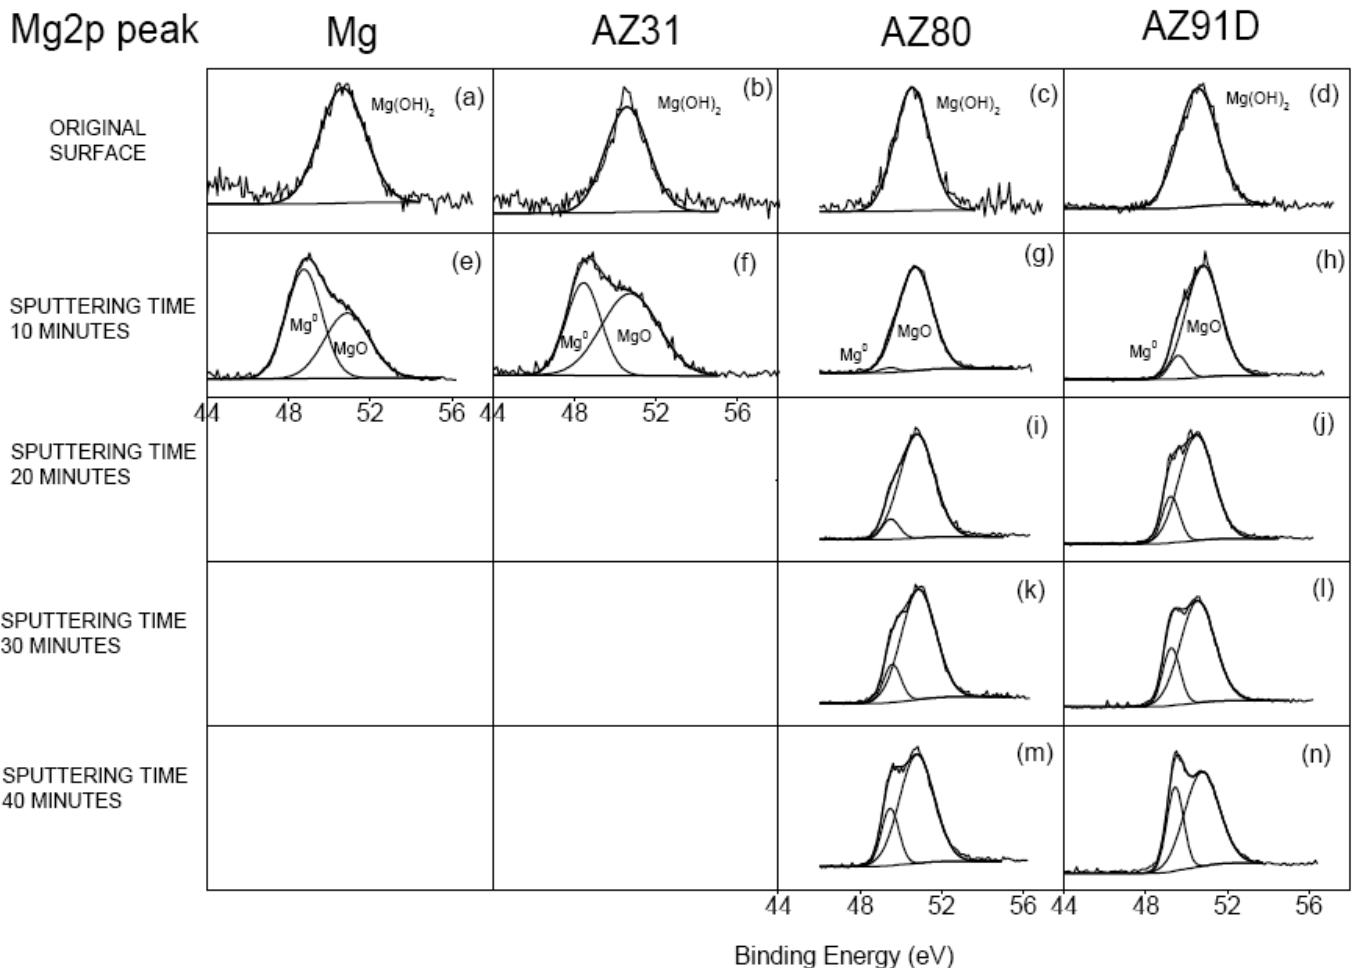 Mg2p peak Mg AZ31 AZ80 AZ91D
ORIGINAL
SURFACE
Mg(OH)₂ (a)
Mg(OH)₂ (b)
Mg(OH)₂ (c)
Mg(OH)₂ (d)
SPUTTERING TIME
10 MINUTES
Mg⁰ MgO (e)
Mg⁰ MgO (f)
Mg⁰ MgO (g)
Mg⁰ MgO (h)
44 48 52 56 44 48 52 56
SPUTTERING TIME
20 MINUTES
(i)
(j)
SPUTTERING TIME
30 MINUTES
(k)
(l)
SPUTTERING TIME
40 MINUTES
(m)
(n)
44 48 52 56 44 48 52 56
Binding Energy (eV)